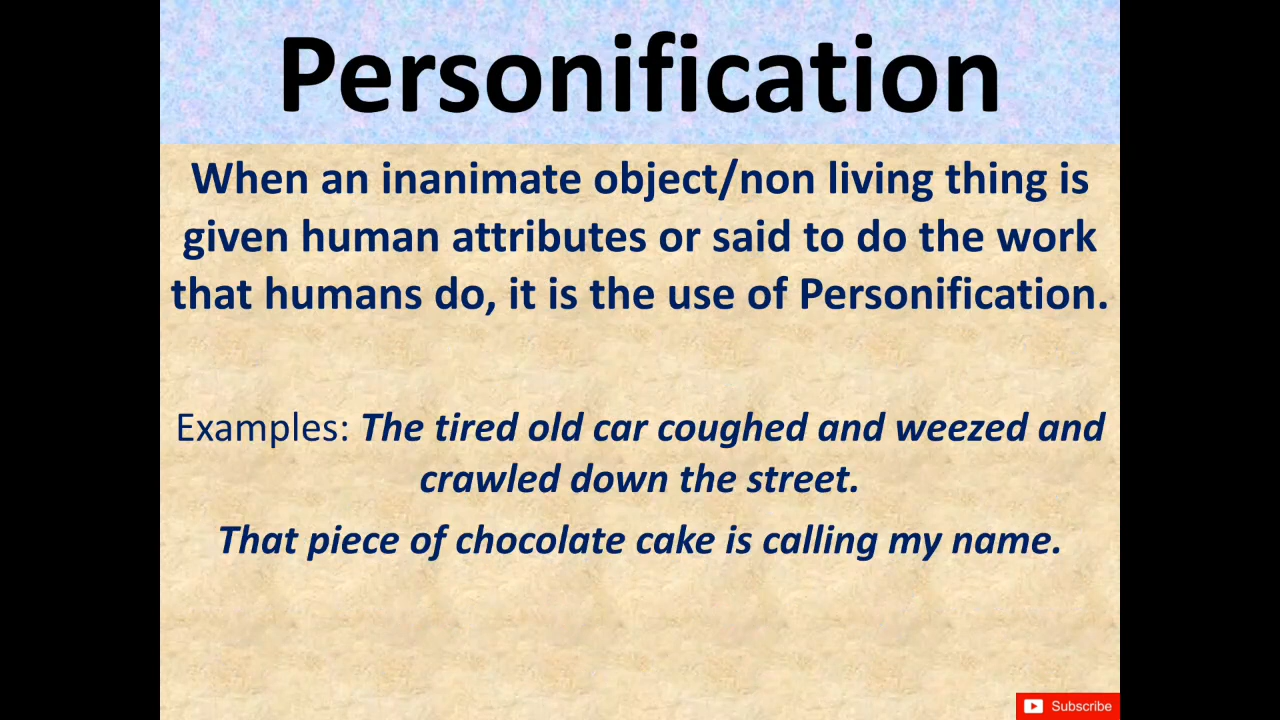 Personification
When an inanimate object/non living thing is
given human attributes or said to do the work
that humans do, it is the use of Personification.
Examples: The tired old car coughed and weezed and
crawled down the street.
That piece of chocolate cake is calling my name.
Subscribe